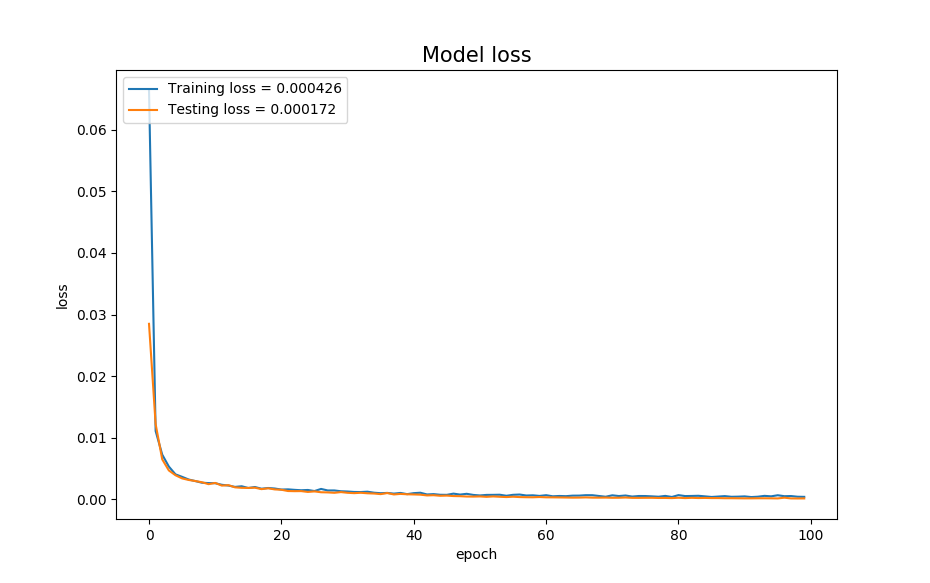 Model loss
Training loss = 0.000426
Testing loss = 0.000172
0.06
0.05
0.04
0.03
0.02
0.01
0.00
loss
0 20 40 60 80 100
epoch